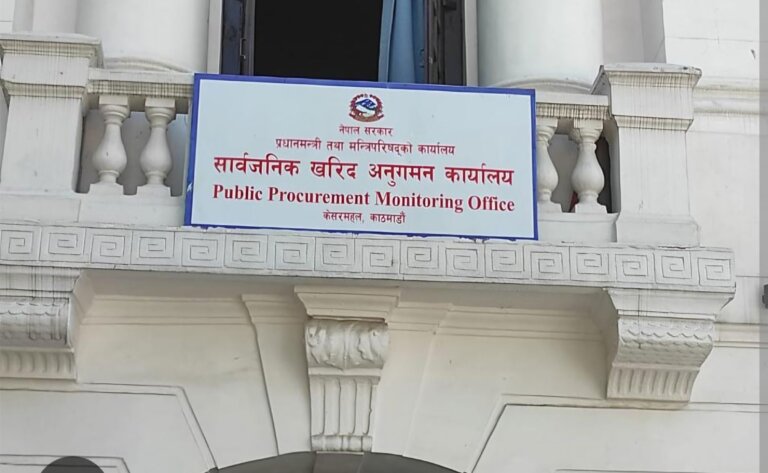 नेपाल सरकार
प्रधानमन्त्री तथा मन्त्रिपरिषद्को कार्यालय
सार्वजनिक खरिद अनुगमन कार्यालय
Public Procurement Monitoring Office
केसरमहल, काठमाडौं